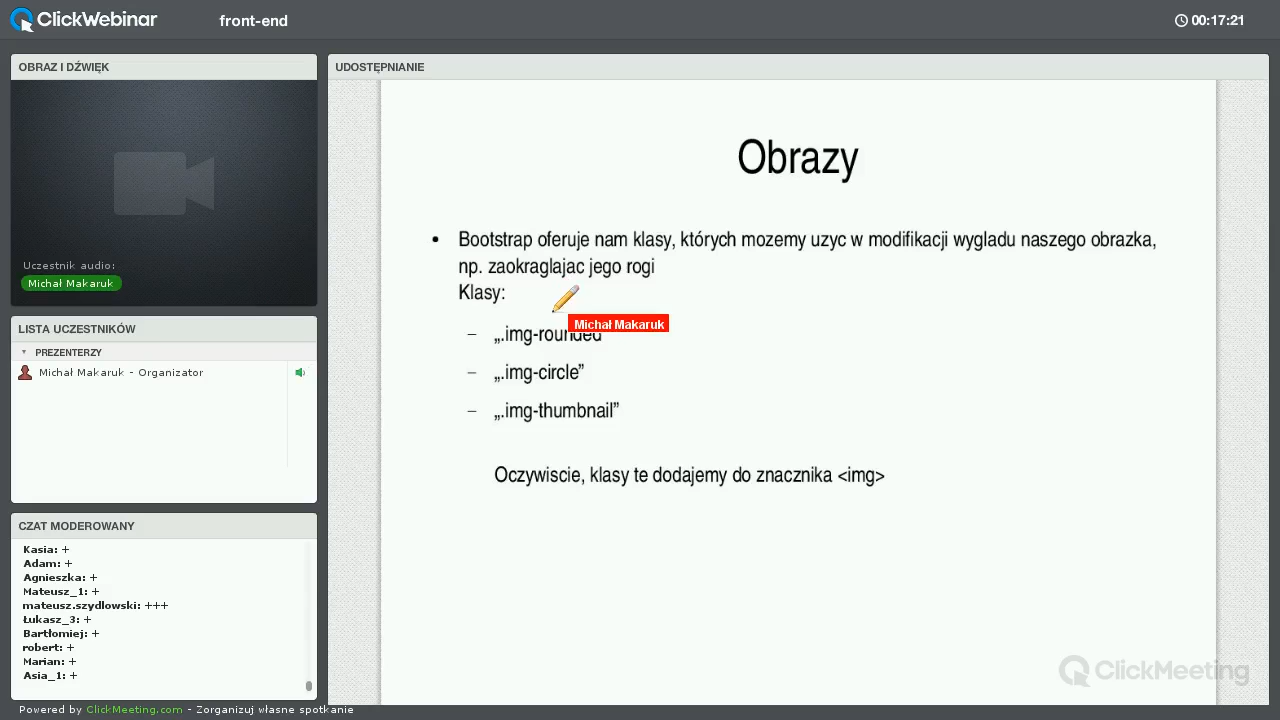 ClickWebinar
front-end
00:17:21
OBRAZ I DŹWIĘK
Uczestnik audio:
Michał Makaruk
LISTA UCZESTNIKÓW
PREZENTERZY
Michał Makaruk - Organizator
CZAT MODEROWANY
Kasia: +
Adam: +
Agnieszka: +
Mateusz_1: +
mateusz.szydlowski: +++
Łukasz_3: +
Bartłomiej: +
robert: +
Marian: +
Asia_1: +
Powered by ClickMeeting.com - Zorganizuj własne spotkanie
UDOSTĘPNIANIE
Obrazy
• Bootstrap oferuje nam klasy, których mozemy uzyc w modifikacji wygladu naszego obrazka,
np. zaokraglajac jego rogi
Klasy:
Michał Makaruk
– „.img-rounded
– „.img-circle”
– „.img-thumbnail”
Oczywiscie, klasy te dodajemy do znacznika <img>
ClickMeeting